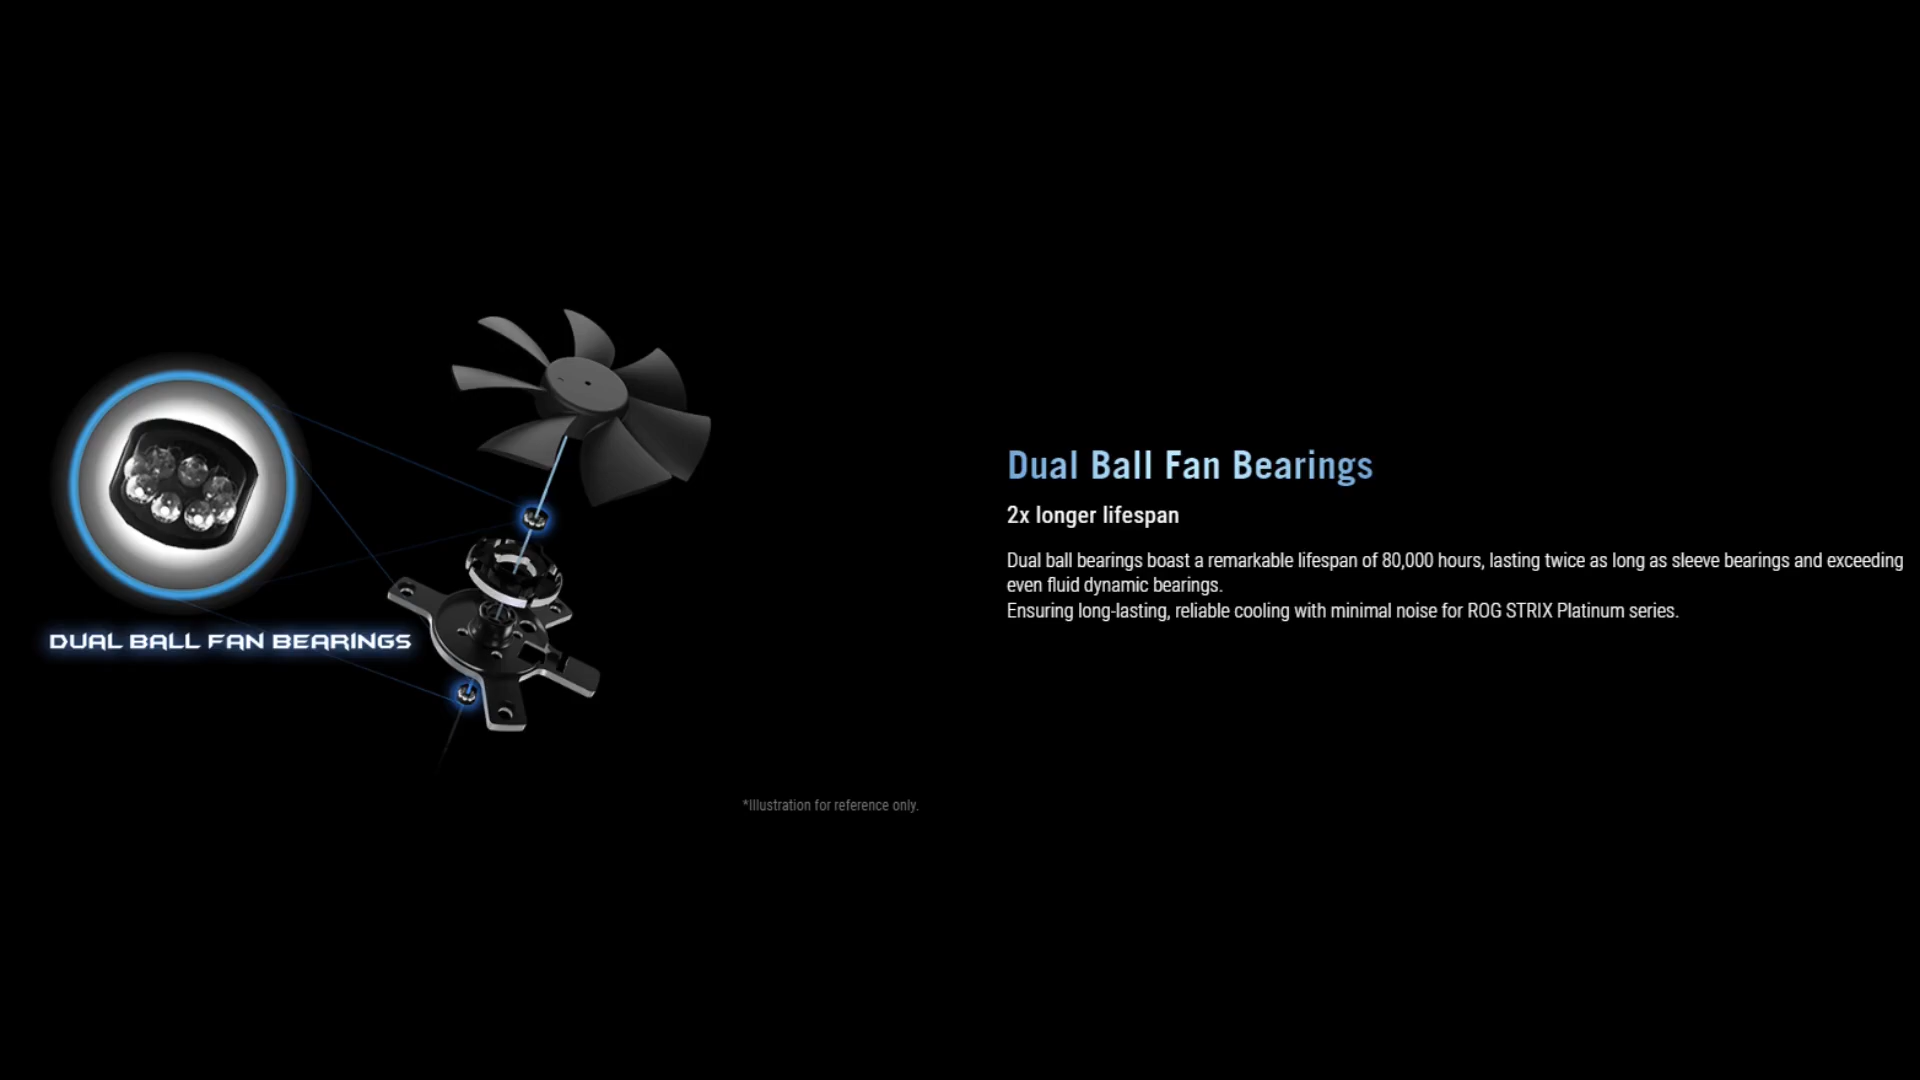 DUAL BALL FAN BEARINGS
*Illustration for reference only.
Dual Ball Fan Bearings
2x longer lifespan
Dual ball bearings boast a remarkable lifespan of 80,000 hours, lasting twice as long as sleeve bearings and exceeding
even fluid dynamic bearings.
Ensuring long-lasting, reliable cooling with minimal noise for ROG STRIX Platinum series.